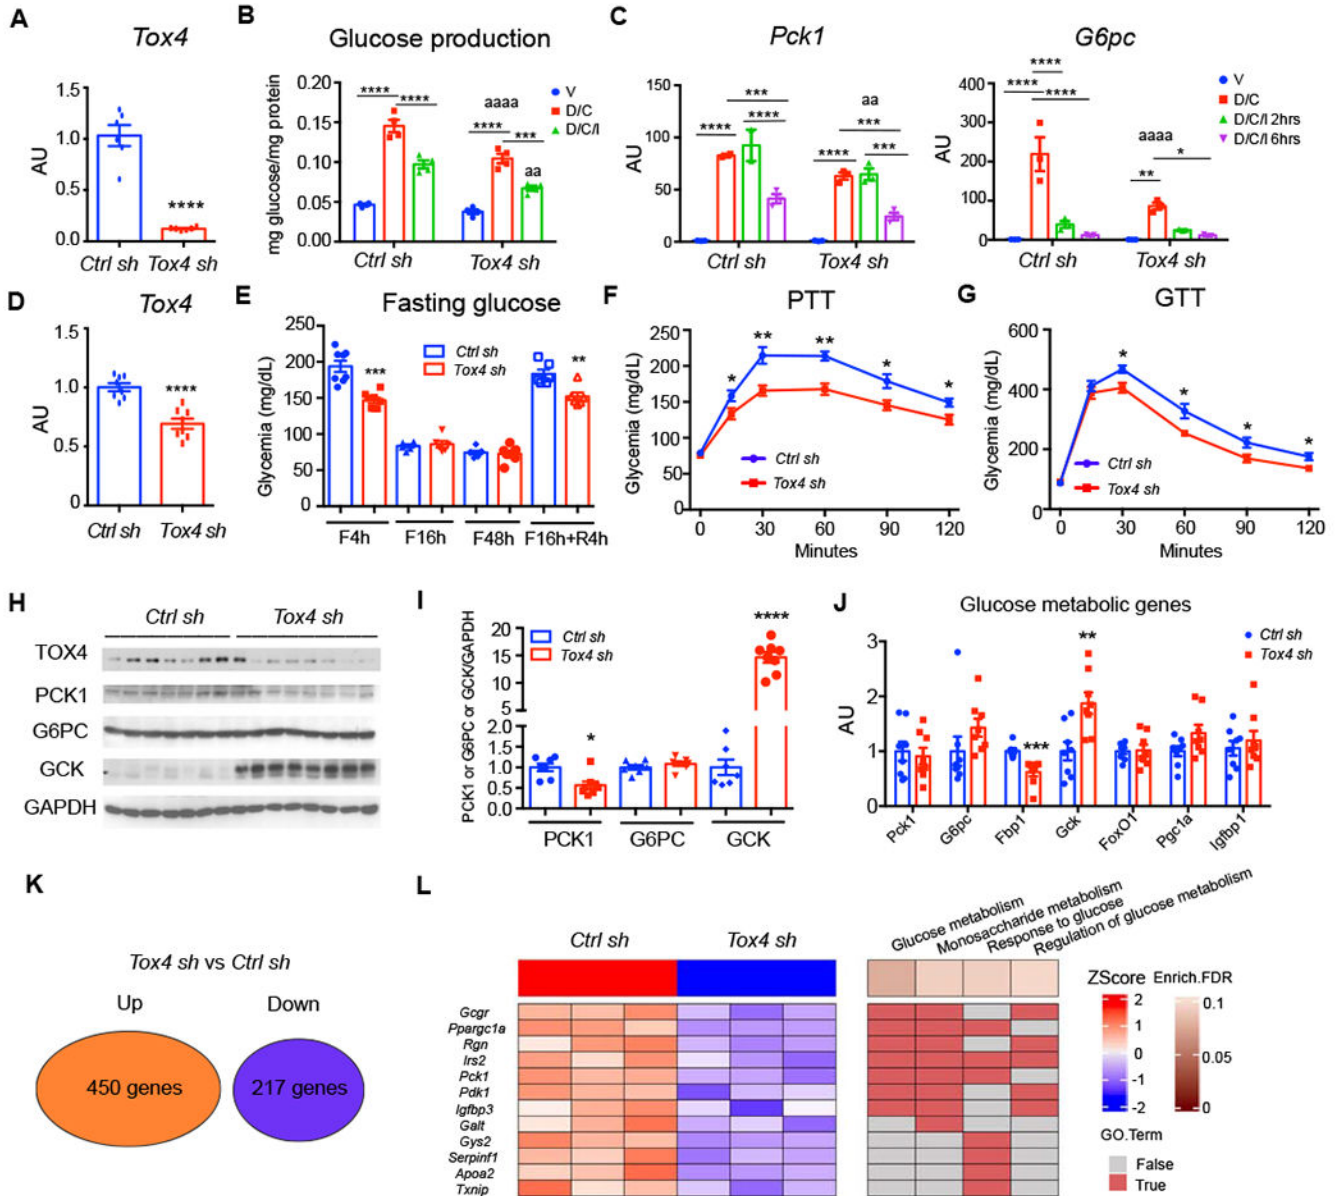 A
Tox4
AU
1.5
1.0
0.5
0.0
****
Ctrl sh Tox4 sh
B
Glucose production
mg glucose/mg protein
0.20
0.15
0.10
0.05
0.00
**** ****
aaaa
**** ***
aa
V
D/C
D/C/I
Ctrl sh Tox4 sh
C
Pck1
AU
150
100
50
0
***
**** ****
aa
***
**** ***
Ctrl sh Tox4 sh
G6pc
AU
400
300
200
100
0
****
**** ****
aaaa
*
**
V
D/C
D/C/I 2hrs
D/C/I 6hrs
Ctrl sh Tox4 sh
D
Tox4
AU
1.5
1.0
0.5
0
****
Ctrl sh Tox4 sh
E
Fasting glucose
Glycemia (mg/dL)
250
200
150
100
50
0
Ctrl sh
Tox4 sh
***
**
F4h F16h F48h F16h+R4h
F
PTT
Glycemia (mg/dL)
250
200
150
100
50
0
* ** ** * *
Ctrl sh
Tox4 sh
0 30 60 90 120
Minutes
G
GTT
Glycemia (mg/dL)
600
400
200
0
* * * *
Ctrl sh
Tox4 sh
0 30 60 90 120
Minutes
H
Ctrl sh Tox4 sh
TOX4
PCK1
G6PC
GCK
GAPDH
I
PCK1 or G6PC or GCK/GAPDH
20
15
10
5
2.0
1.5
1.0
0.5
0.0
Ctrl sh
Tox4 sh
*
****
PCK1 G6PC GCK
J
Glucose metabolic genes
AU
3
2
1
0
***
**
Ctrl sh
Tox4 sh
Pck1 G6pc Fbp1 Gck FoxO1 Pgc1a Igfbp1
K
Tox4 sh vs Ctrl sh
Up Down
450 genes 217 genes
L
Ctrl sh Tox4 sh
Glucose metabolism
Monosaccharide metabolism
Response to glucose
Regulation of glucose metabolism
Gcgr
Ppargc1a
Rgn
Irs2
Pck1
Pdk1
Igfbp3
Galt
Gys2
Serpinf1
Apoa2
Txnip
ZScore
2
1
0
-1
-2
Enrich.FDR
0.1
0.05
0
GO.Term
False
True